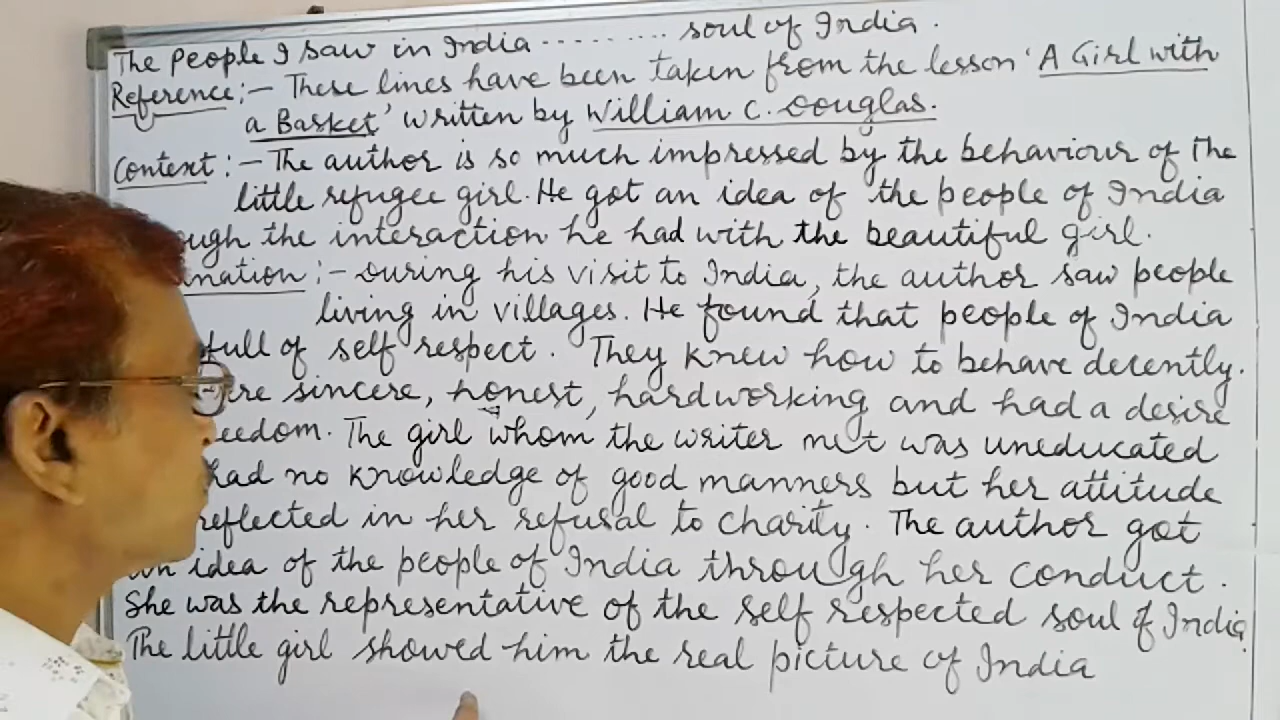 The People I saw in India .......... soul of India.
Reference:- These lines have been taken from the lesson 'A Girl with
a Basket' written by William C. Douglas.
Context:- The author is so much impressed by the behaviour of the
little refugee girl. He got an idea of the people of India
ugh the interaction he had with the beautiful girl.
nation:- During his visit to India, the author saw people
living in villages. He found that people of India
full of self respect. They knew how to behave decently.
re sincere, honest, hardworking and had a desire
eedom. The girl whom the writer met was uneducated
had no knowledge of good manners but her attitude
reflected in her refusal to charity. The author got
an idea of the people of India through her conduct.
She was the representative of the self respected soul of India.
The little girl showed him the real picture of India